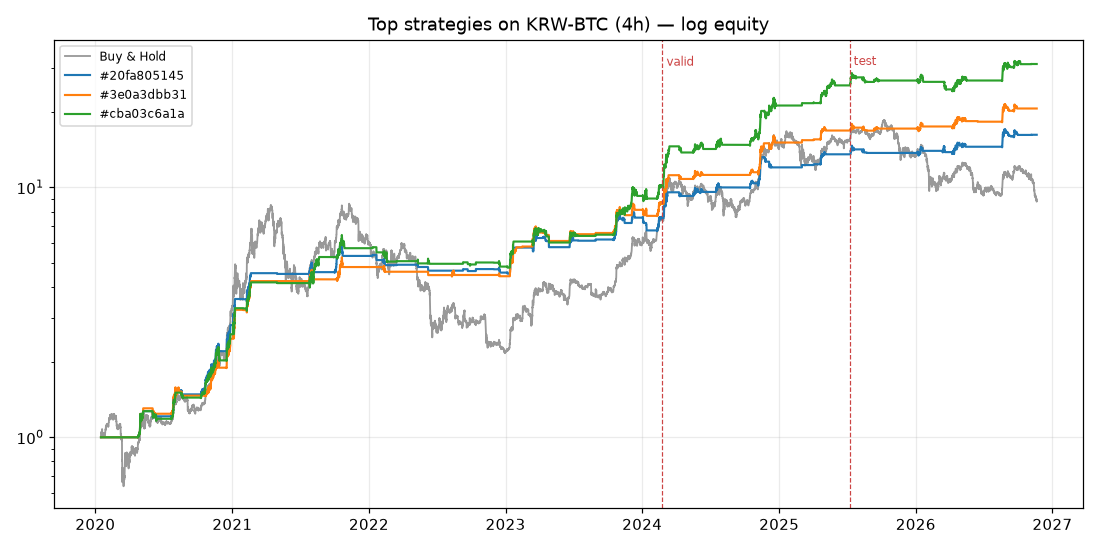 Top strategies on KRW-BTC (4h) — log equity
Buy & Hold
#20fa805145
#3e0a3dbb31
#cba03c6a1a
valid
test
10¹
10⁰
2020 2021 2022 2023 2024 2025 2026 2027